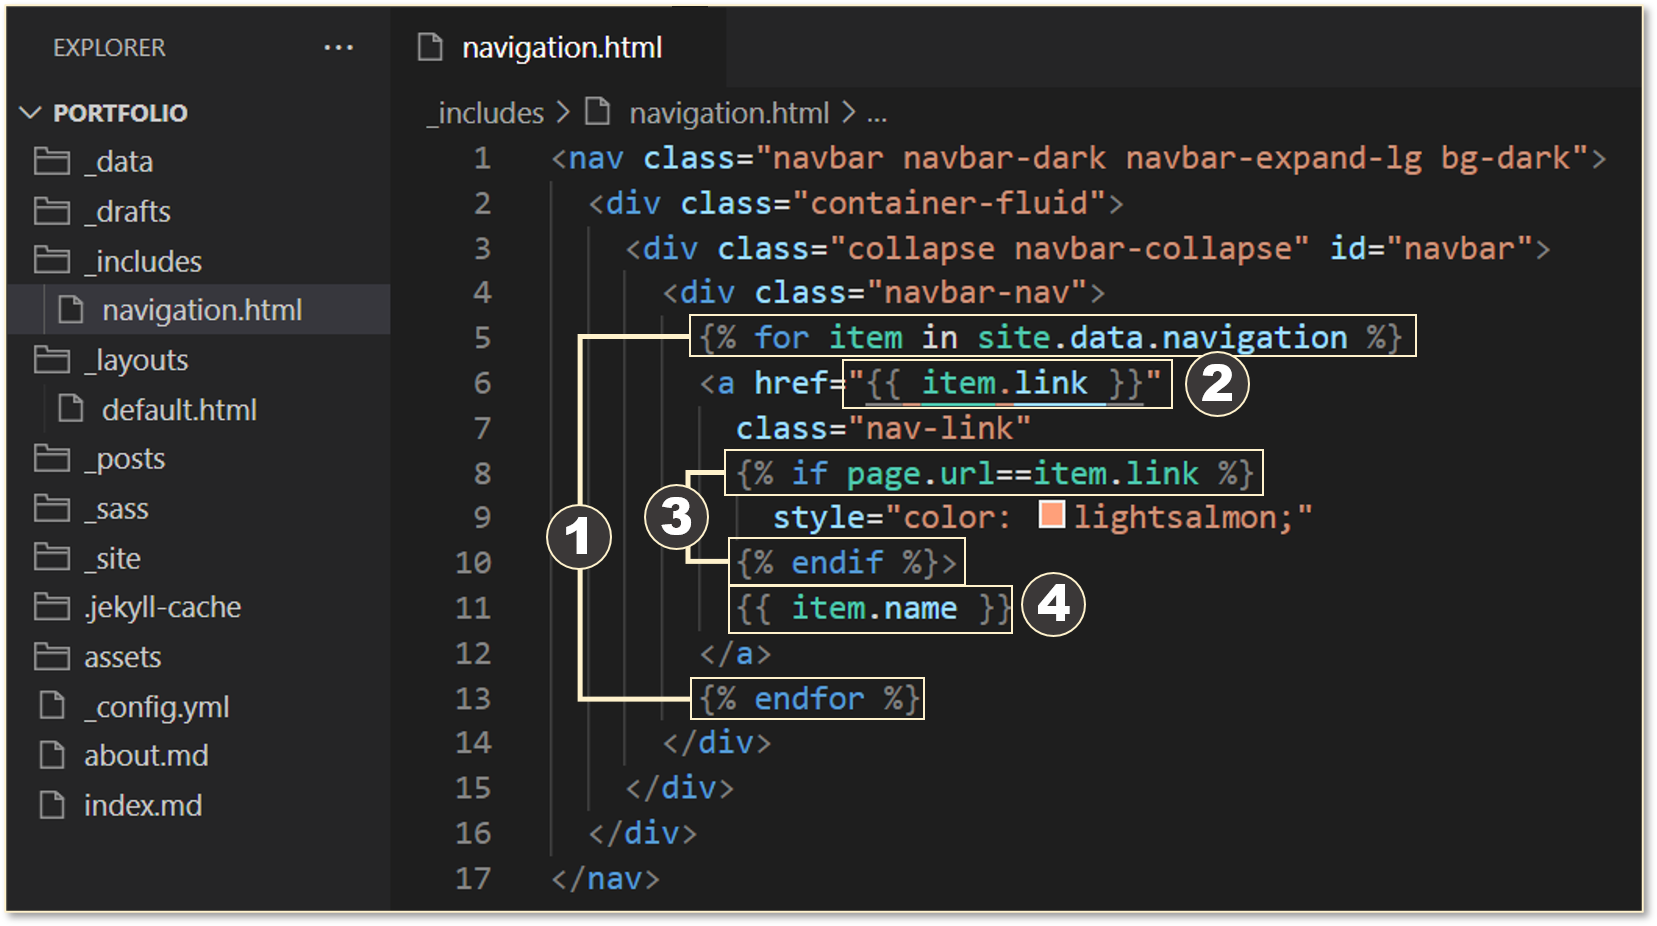 EXPLORER ...
PORTFOLIO
_data
_drafts
_includes
navigation.html
_layouts
default.html
_posts
_sass
_site
.jekyll-cache
assets
_config.yml
about.md
index.md
navigation.html
_includes > navigation.html > ...
1 <nav class="navbar navbar-dark navbar-expand-lg bg-dark">
2 <div class="container-fluid">
3 <div class="collapse navbar-collapse" id="navbar">
4 <div class="navbar-nav">
5 {% for item in site.data.navigation %}
6 <a href="{{ item.link }}" 2
7 class="nav-link"
8 {% if page.url==item.link %}
3
9 style="color: lightsalmon;"
1
10 {% endif %}>
11 {{ item.name }} 4
12 </a>
13 {% endfor %}
14 </div>
15 </div>
16 </div>
17 </nav>